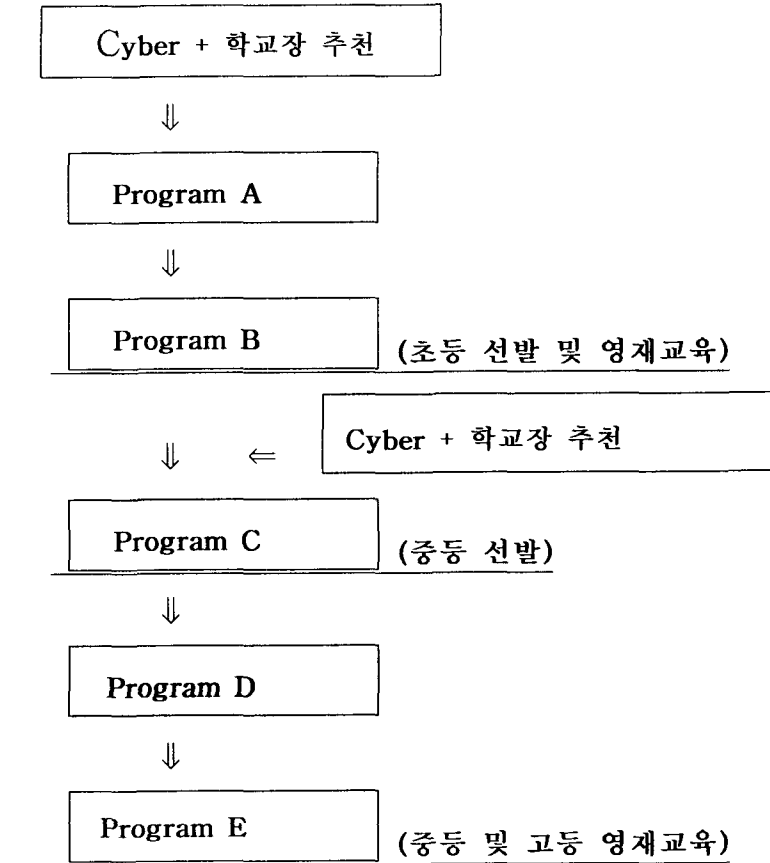 Cyber + 학교장 추천
⇓
Program A
⇓
Program B (초등 선발 및 영재교육)
⇓ ⇐ Cyber + 학교장 추천
Program C (중등 선발)
⇓
Program D
⇓
Program E (중등 및 고등 영재교육)